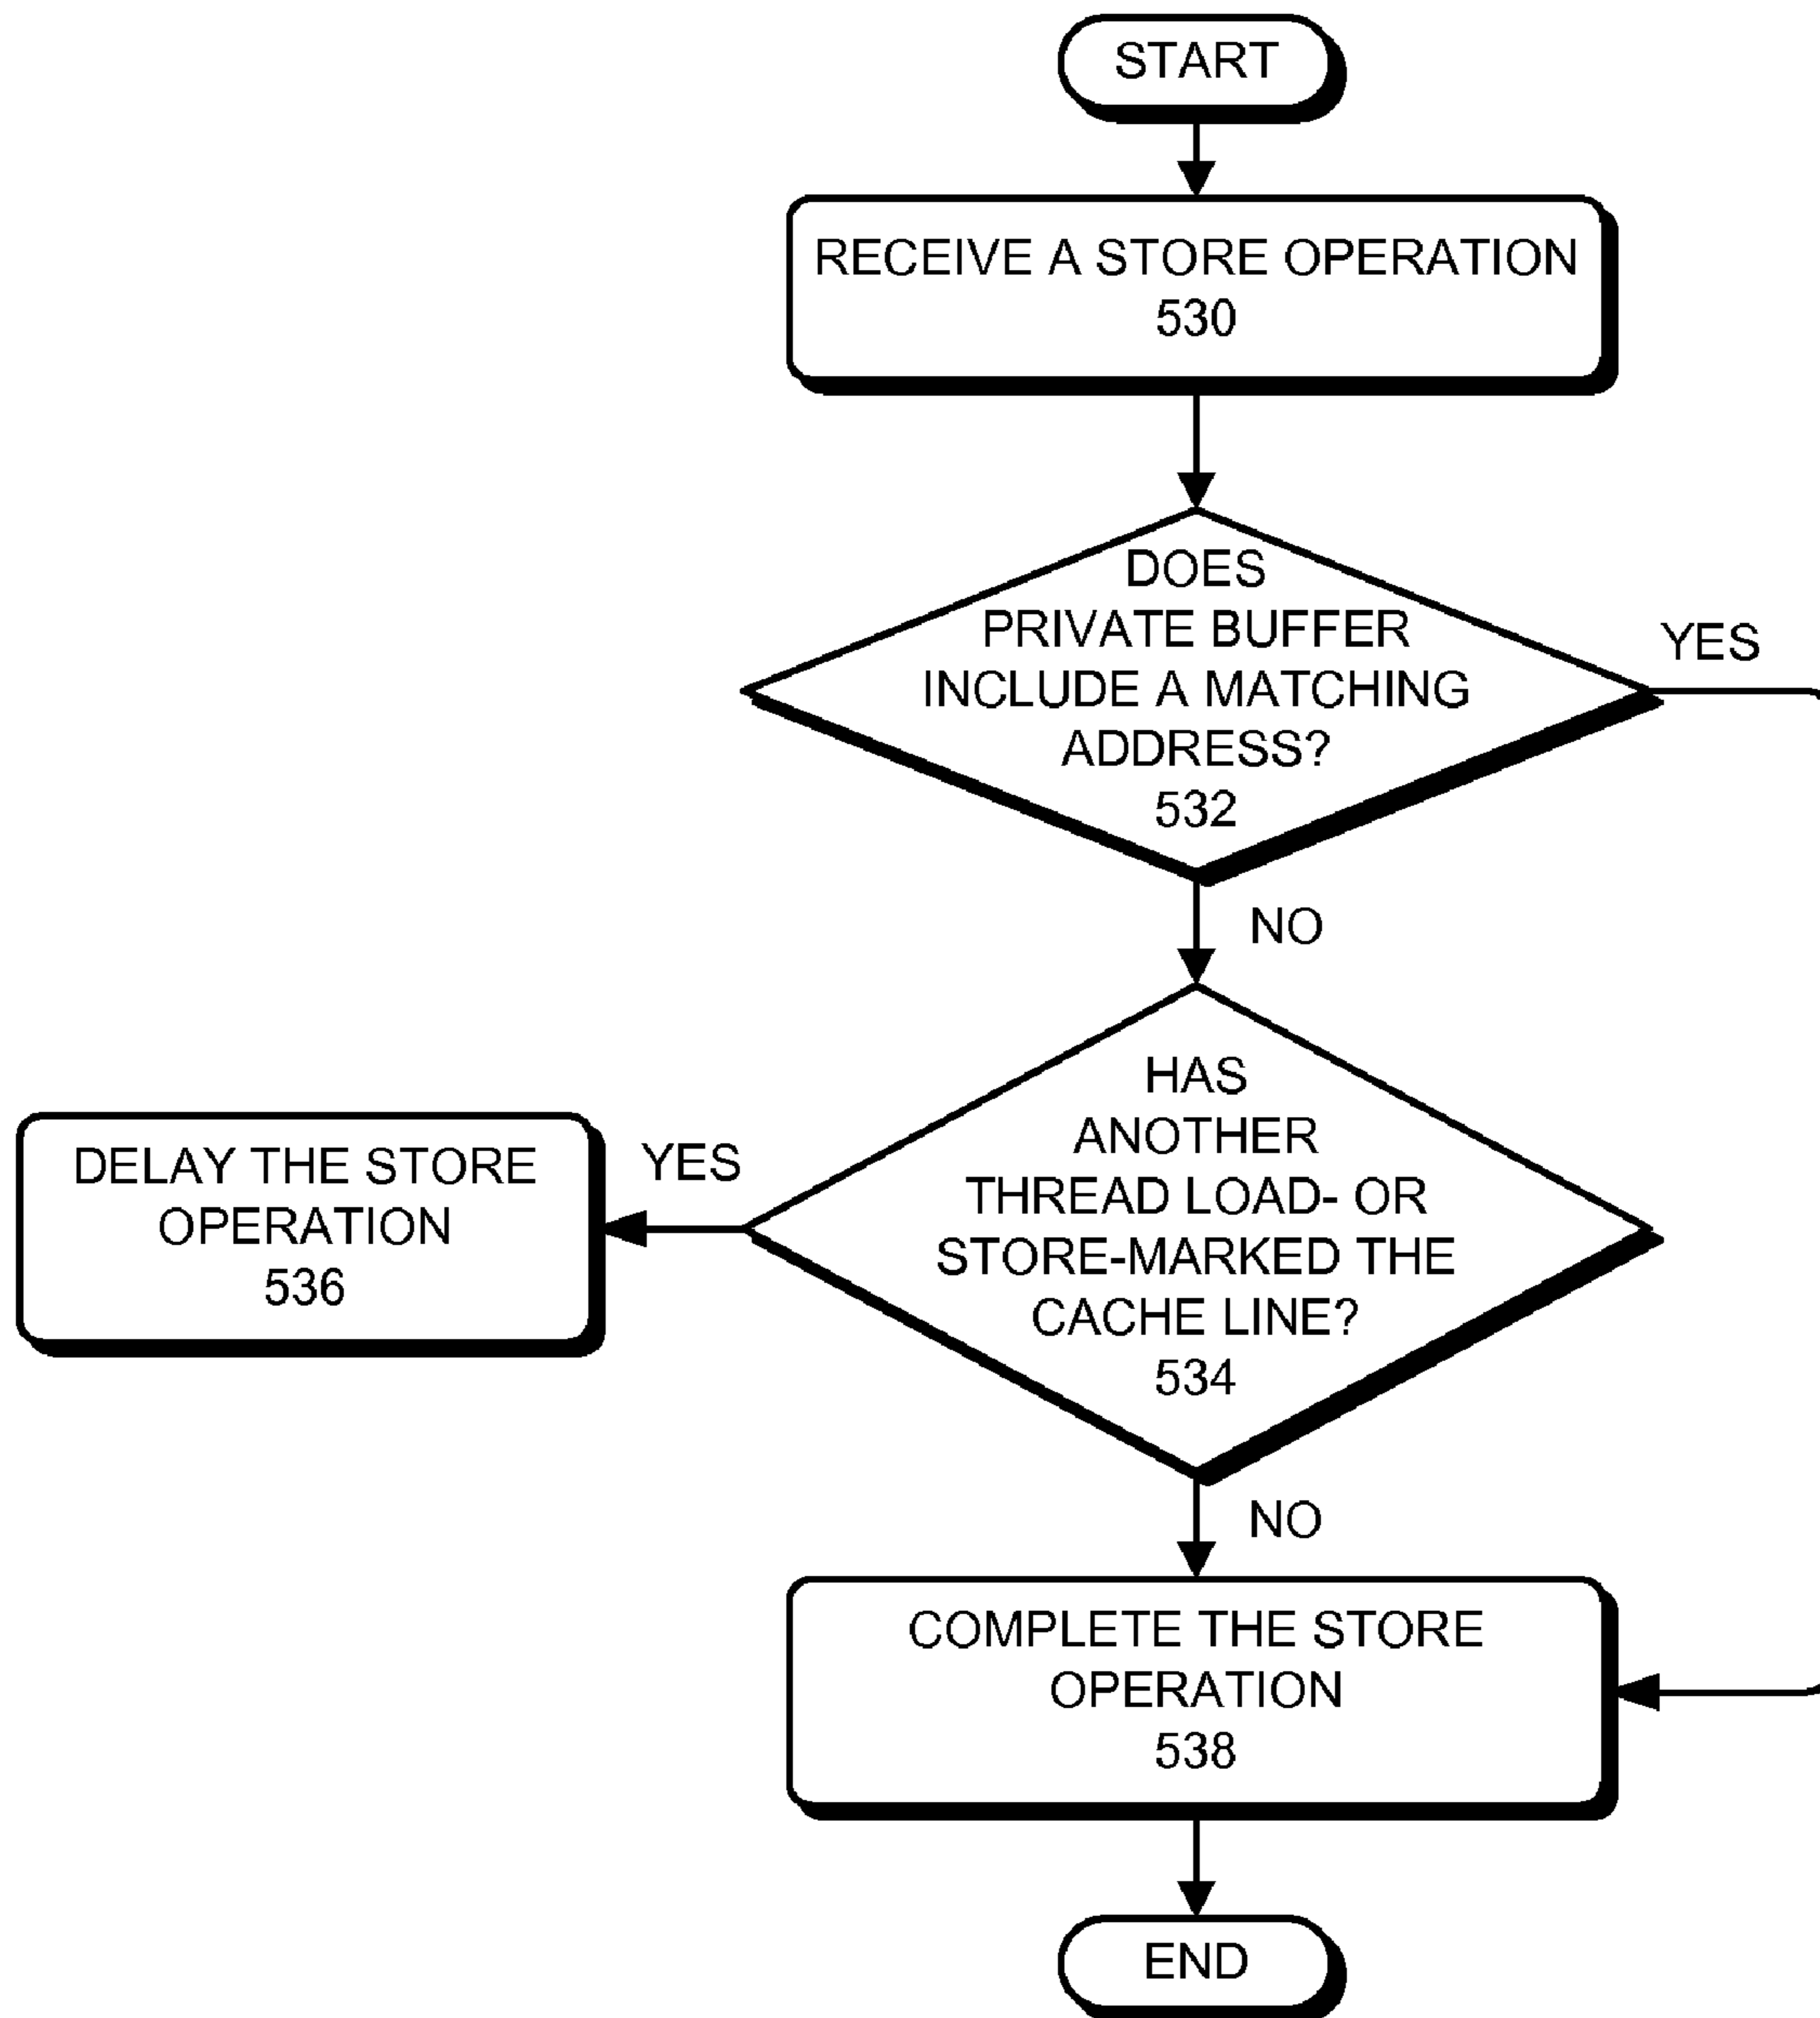 START
RECEIVE A STORE OPERATION
530
DOES
PRIVATE BUFFER
INCLUDE A MATCHING
ADDRESS?
532
YES
NO
HAS
ANOTHER
THREAD LOAD- OR
STORE-MARKED THE
CACHE LINE?
534
YES
DELAY THE STORE
OPERATION
536
NO
COMPLETE THE STORE
OPERATION
538
END